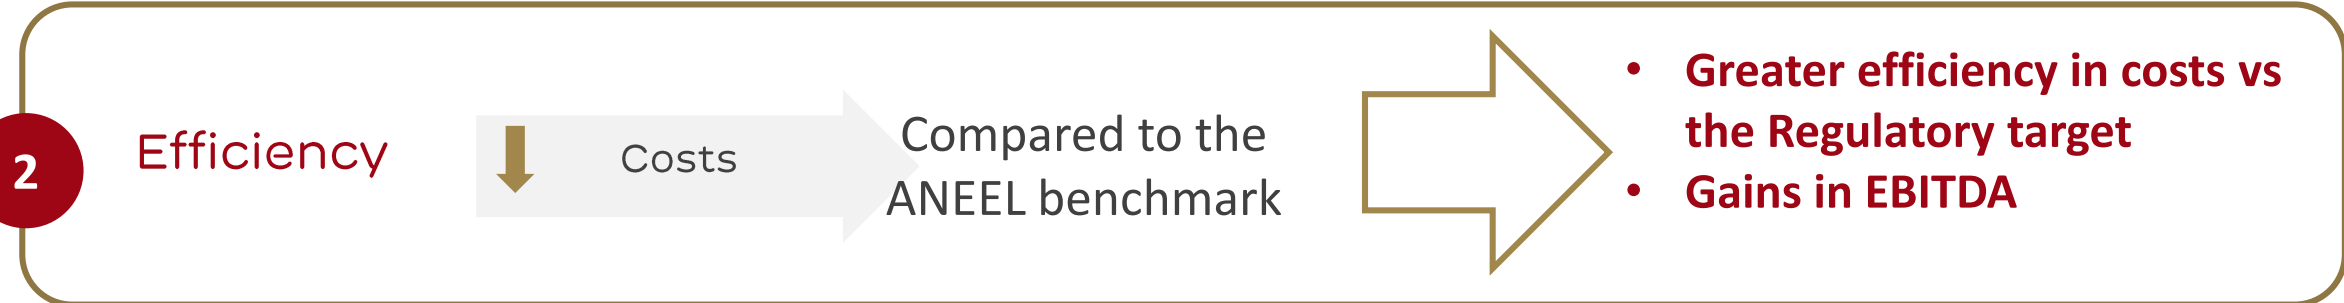 2
Efficiency
Costs
Compared to the
ANEEL benchmark
• Greater efficiency in costs vs
the Regulatory target
• Gains in EBITDA